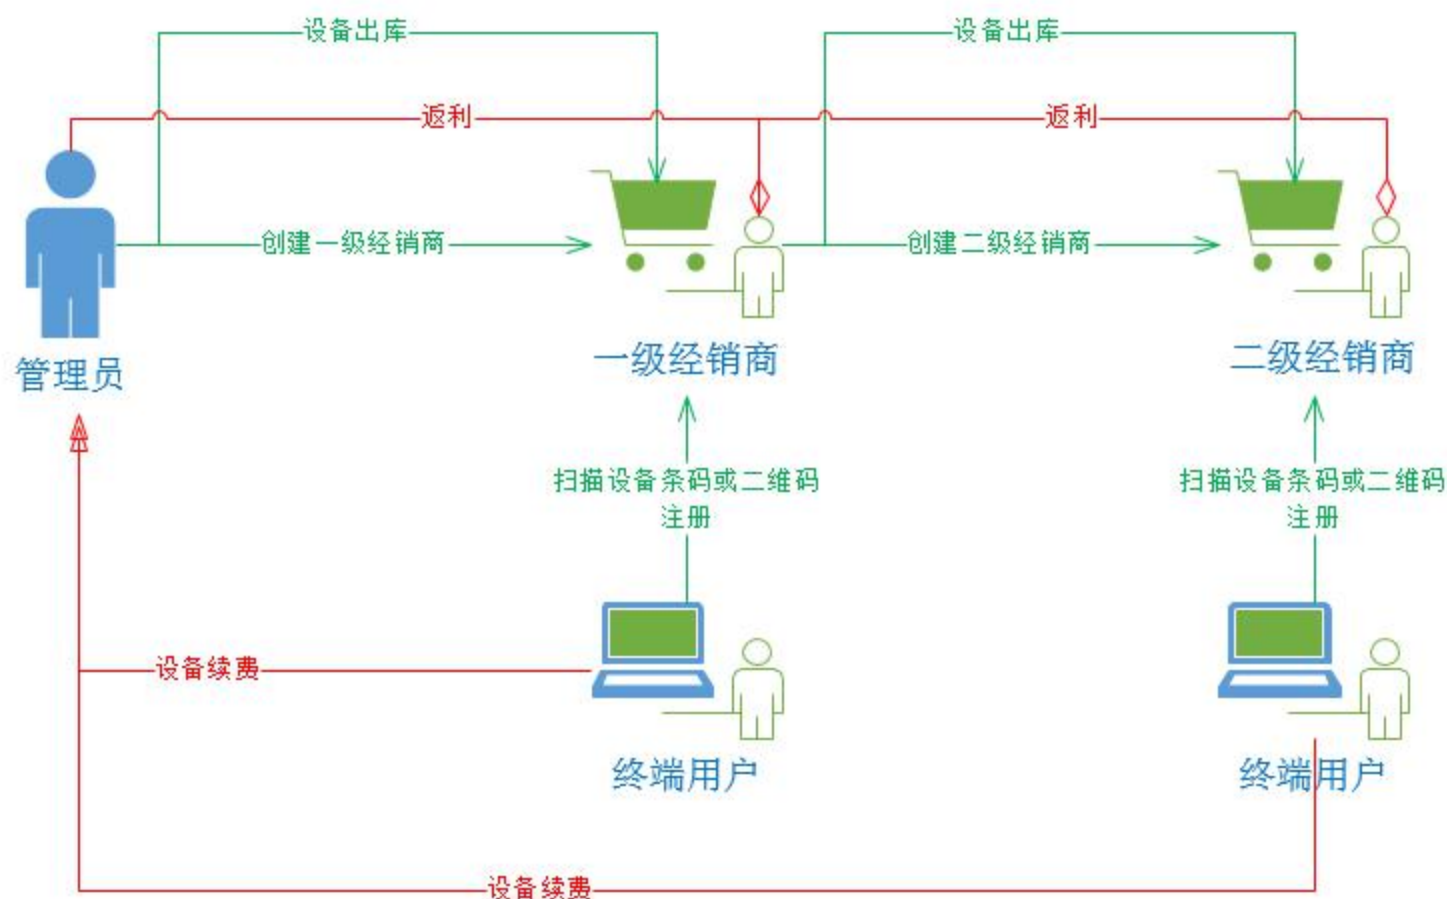 设备出库
设备出库
返利
返利
创建一级经销商
创建二级经销商
管理员
一级经销商
二级经销商
扫描设备条码或二维码
注册
扫描设备条码或二维码
注册
设备续费
终端用户
终端用户
设备续费